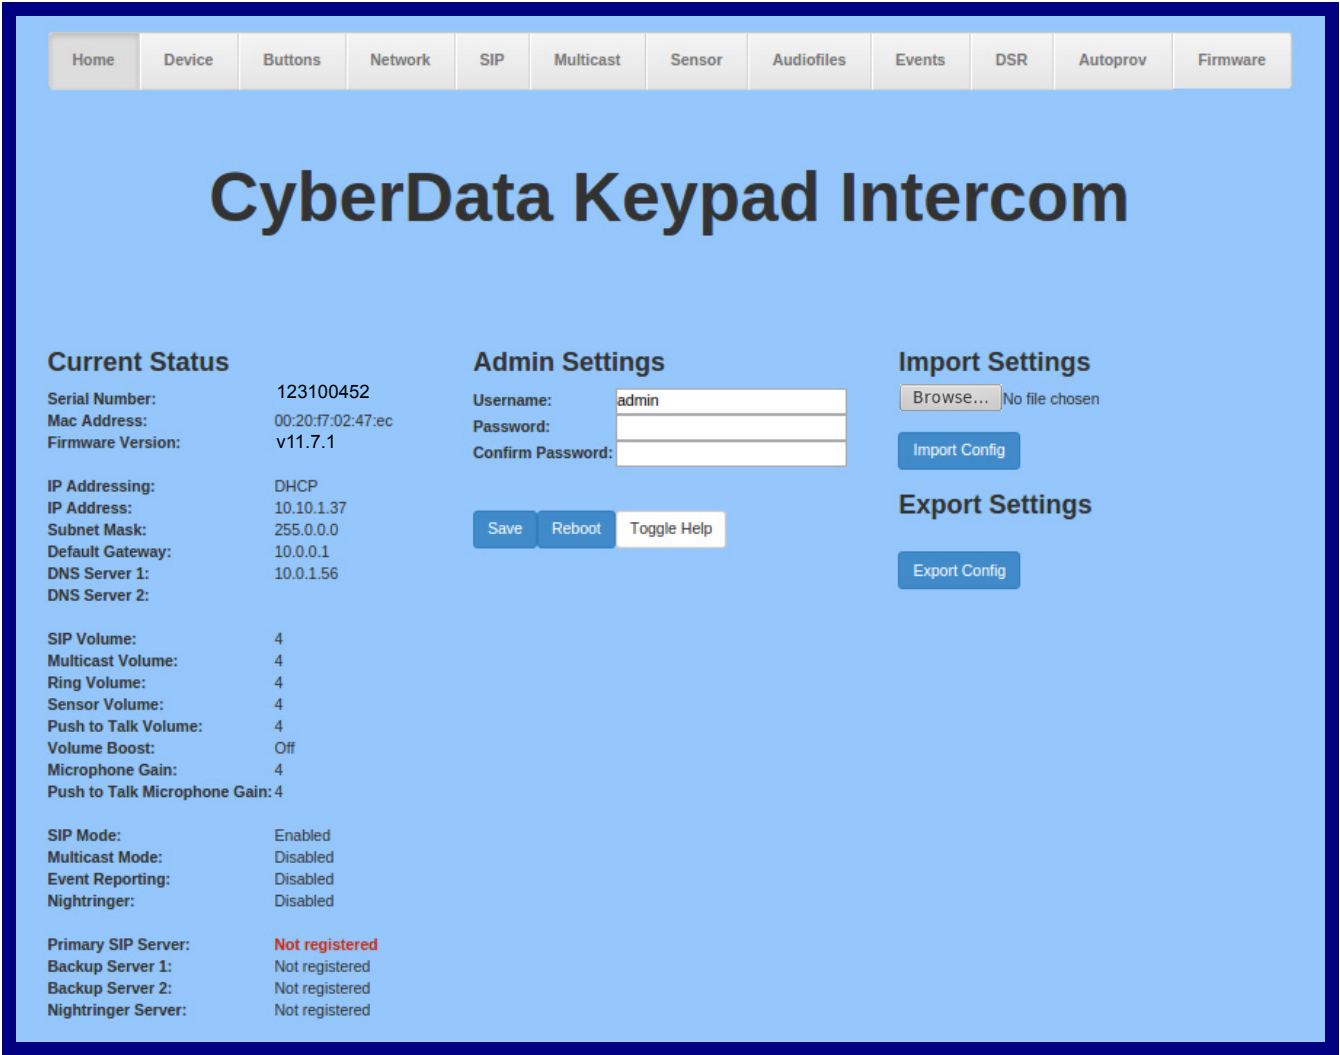 Home Device Buttons Network SIP Multicast Sensor Audiofiles Events DSR Autoprov Firmware
CyberData Keypad Intercom
Current Status
Serial Number: 123100452
Mac Address: 00:20:f7:02:47:ec
Firmware Version: v11.7.1
IP Addressing: DHCP
IP Address: 10.10.1.37
Subnet Mask: 255.0.0.0
Default Gateway: 10.0.0.1
DNS Server 1: 10.0.1.56
DNS Server 2:
SIP Volume: 4
Multicast Volume: 4
Ring Volume: 4
Sensor Volume: 4
Push to Talk Volume: 4
Volume Boost: Off
Microphone Gain: 4
Push to Talk Microphone Gain: 4
SIP Mode: Enabled
Multicast Mode: Disabled
Event Reporting: Disabled
Nightringer: Disabled
Primary SIP Server: Not registered
Backup Server 1: Not registered
Backup Server 2: Not registered
Nightringer Server: Not registered
Admin Settings
Username: admin
Password:
Confirm Password:
Save Reboot Toggle Help
Import Settings
Browse... No file chosen
Import Config
Export Settings
Export Config